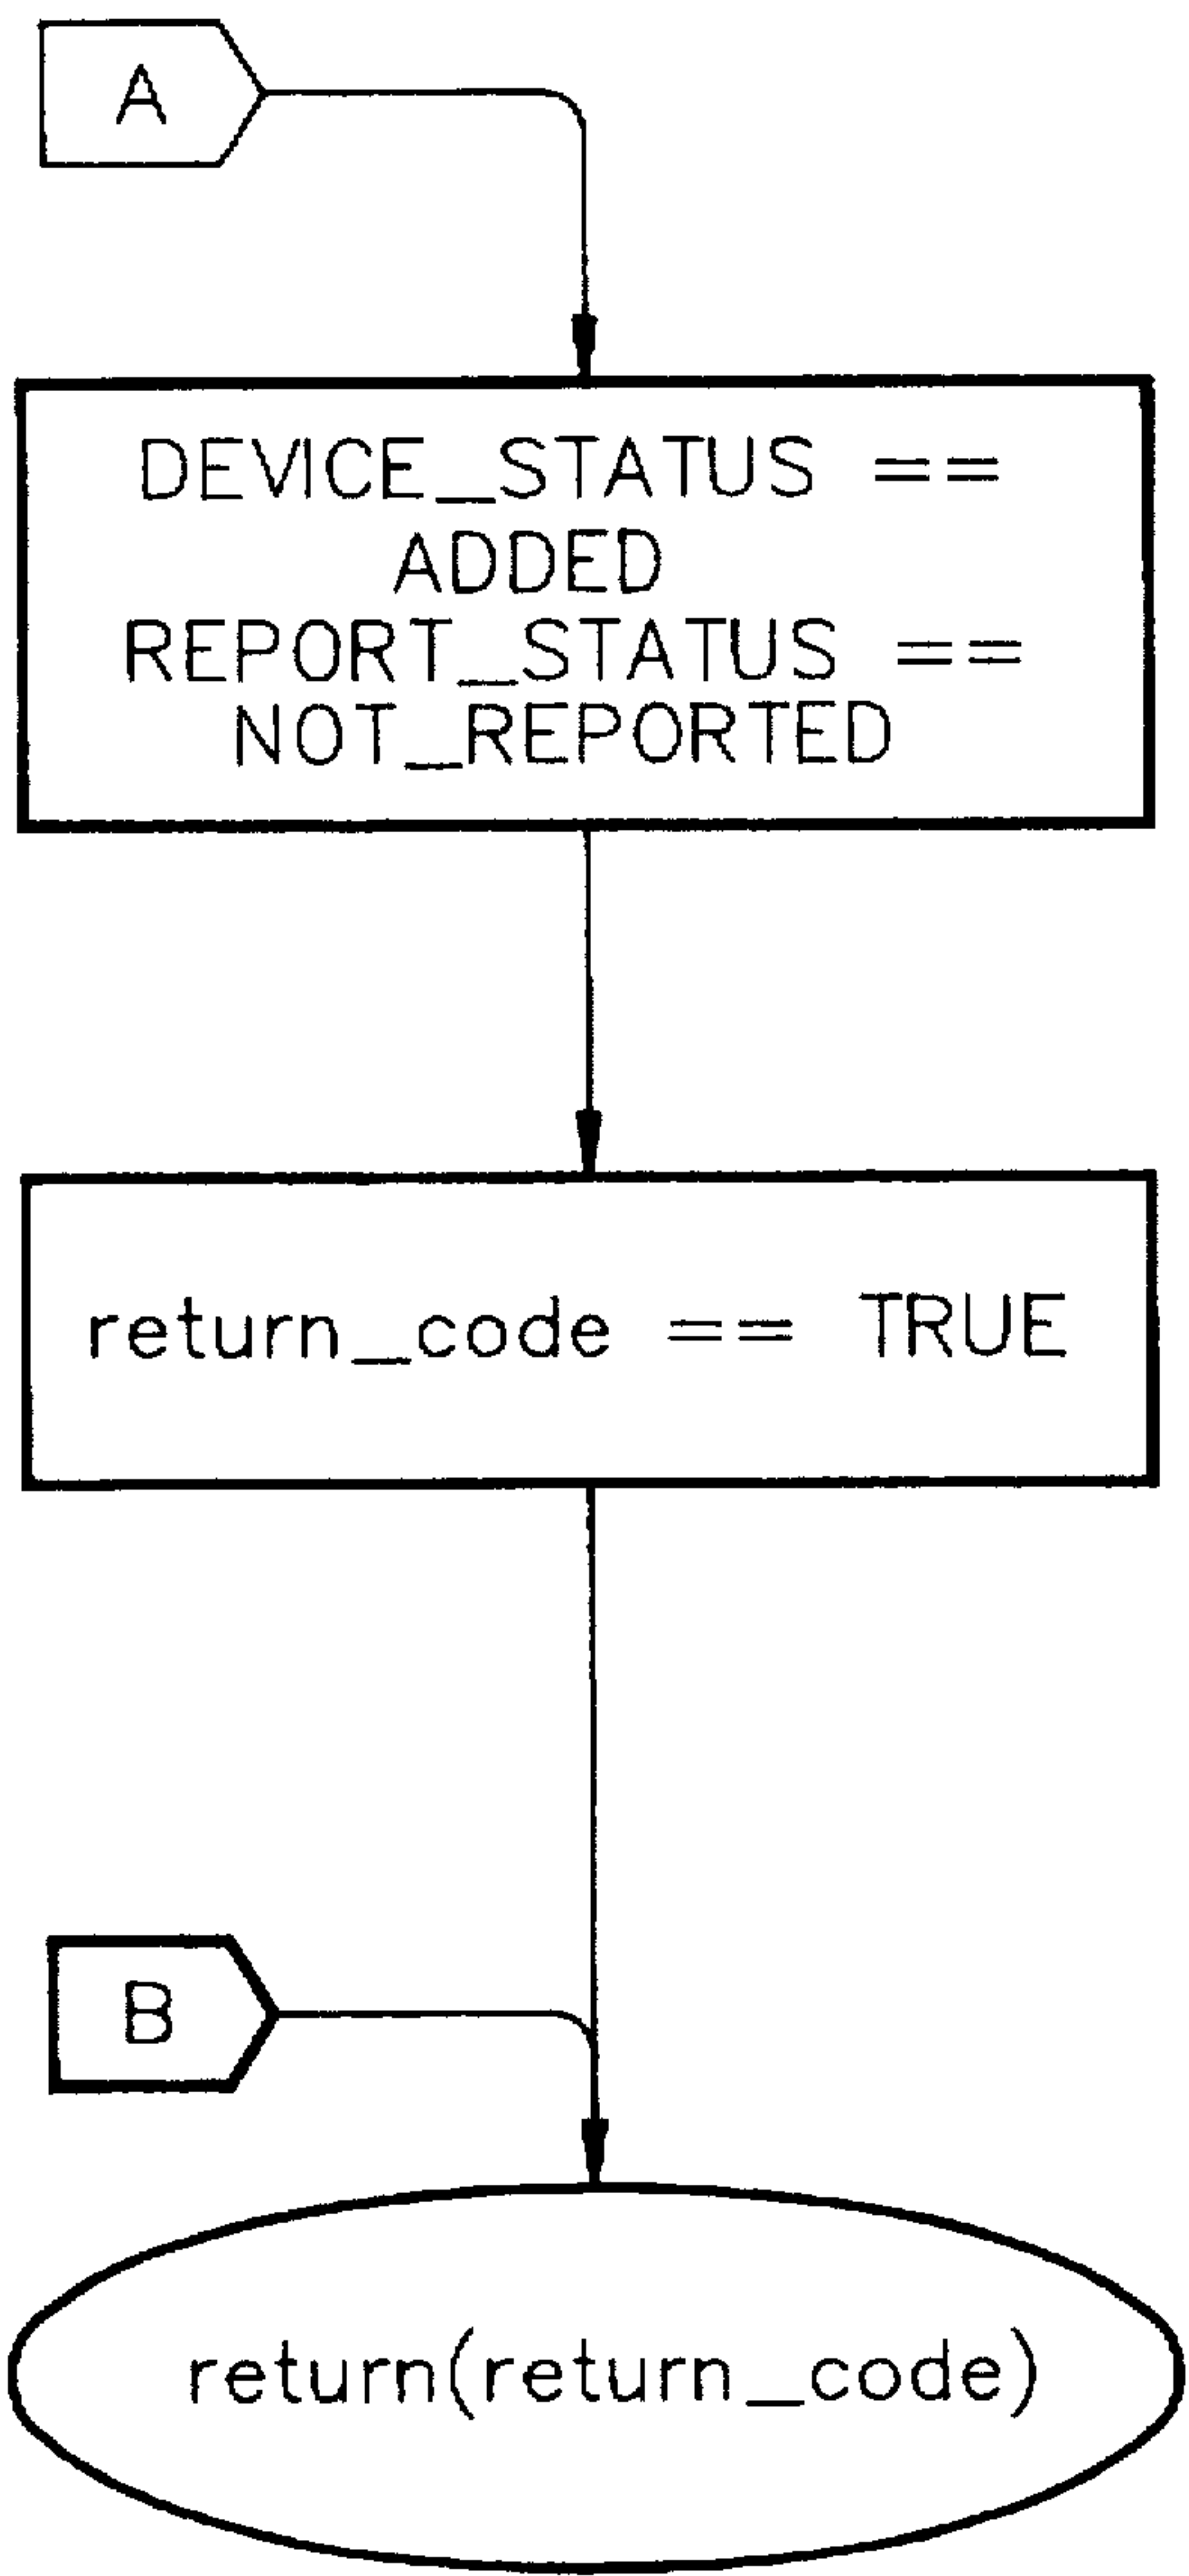 A
DEVICE_STATUS ==
ADDED
REPORT_STATUS ==
NOT_REPORTED
return_code == TRUE
B
return(return_code)